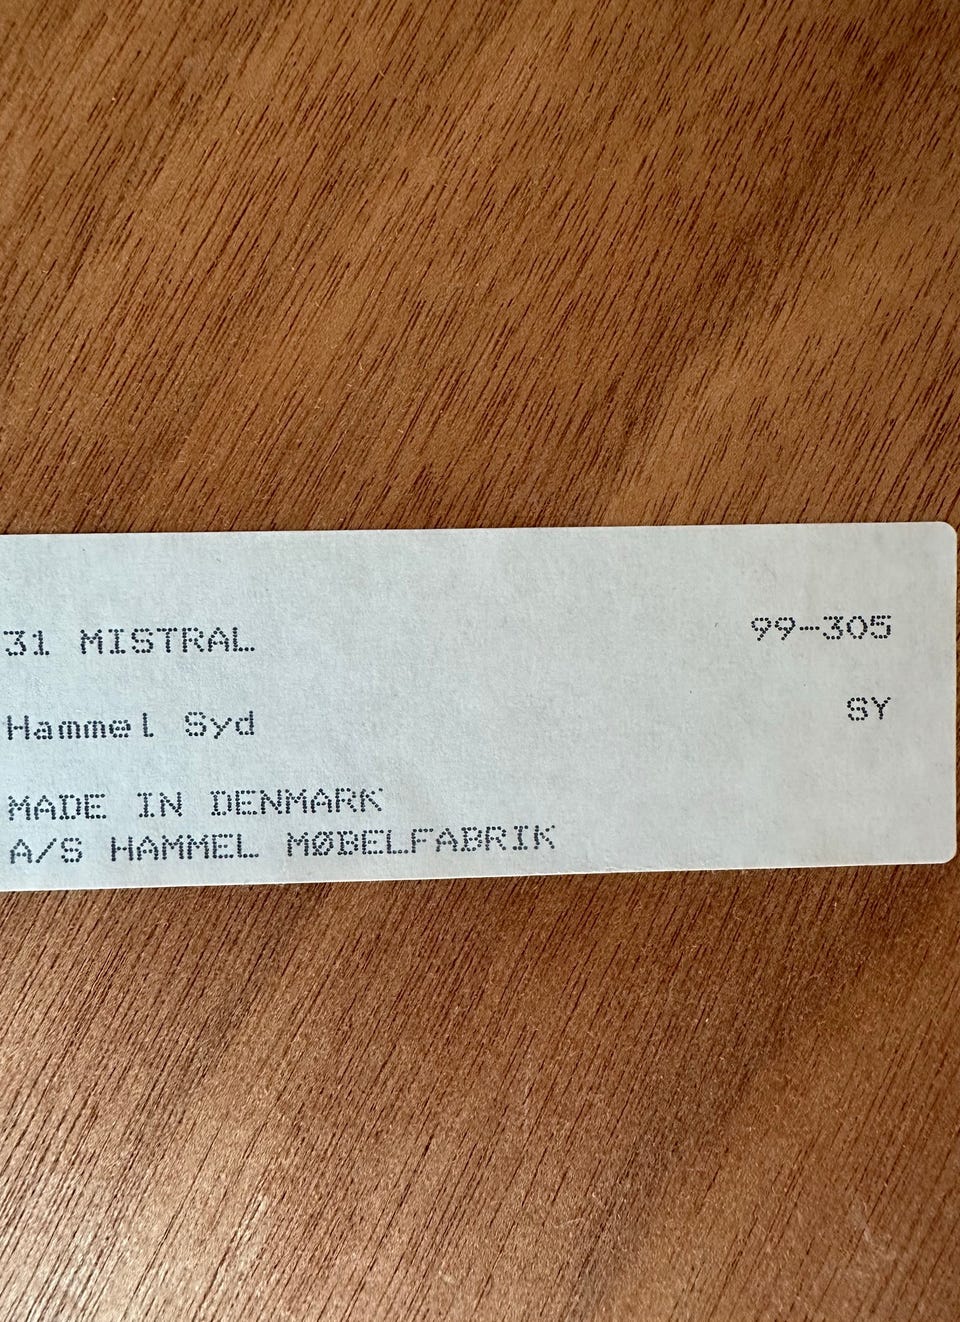 31 MISTRAL 99-305
Hammel Syd SY
MADE IN DENMARK
A/S HAMMEL MØBELFABRIK